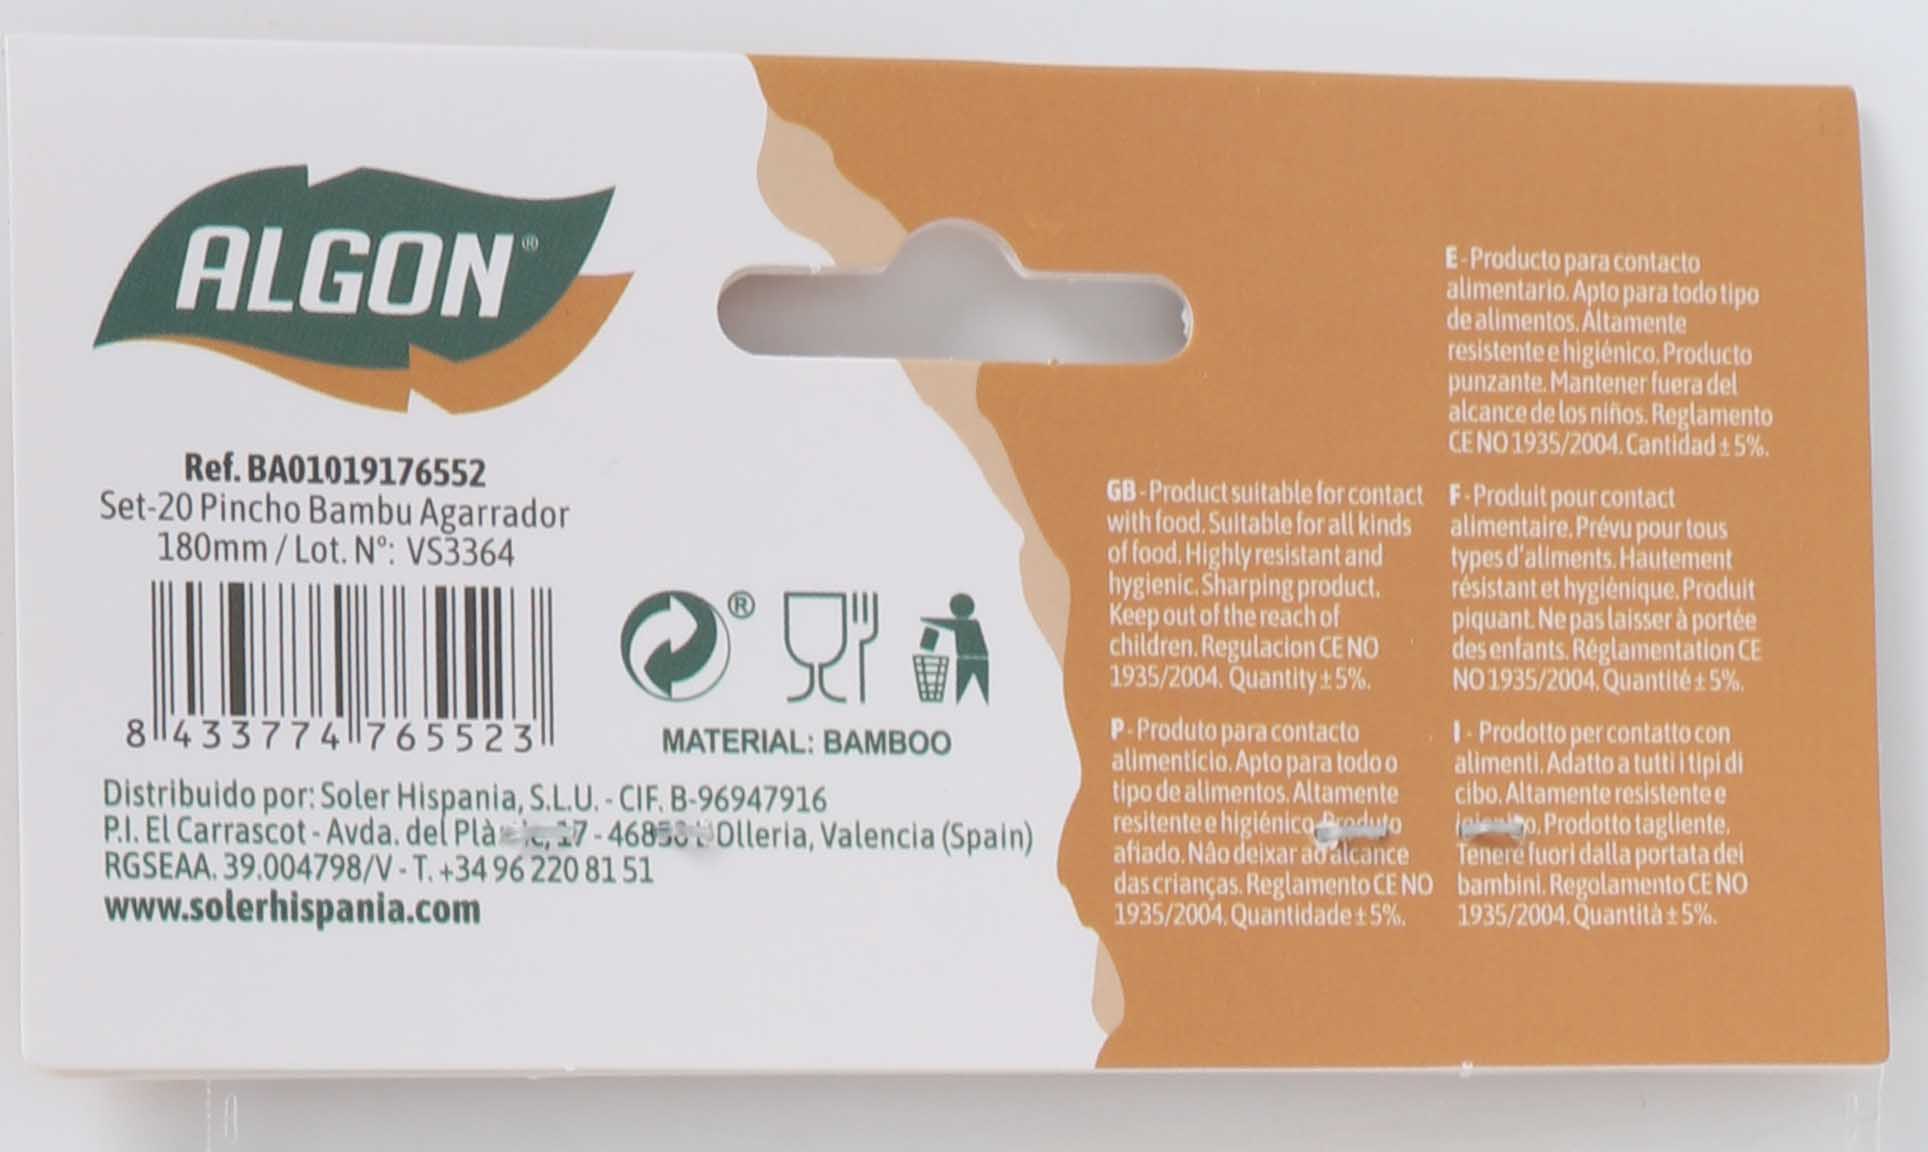 ALGON®
Ref. BA01019176552
Set-20 Pincho Bambu Agarrador
180mm / Lot. Nº: VS3364
8 433774 765523
®
MATERIAL: BAMBOO
Distribuido por: Soler Hispania, S.L.U. - CIF. B-96947916
P.I. El Carrascot - Avda. del 17 - Olleria, Valencia (Spain)
RGSEAA. 39.004798/V - T. +34 96 220 81 51
www.solerhispania.com
E - Producto para contacto
alimentario. Apto para todo tipo
de alimentos. Altamente
resistente e higiénico. Producto
punzante. Mantener fuera del
alcance de los niños. Reglamento
CE NO 1935/2004. Cantidad ± 5%.
GB - Product suitable for contact
with food. Suitable for all kinds
of food. Highly resistant and
hygienic. Sharping product.
Keep out of the reach of
children. Regulacion CE NO
1935/2004. Quantity ± 5%.
F - Produit pour contact
alimentaire. Prévu pour tous
types d'aliments. Hautement
résistant et hygiènique. Produit
piquant. Ne pas laisser à portée
des enfants. Réglamentation CE
NO 1935/2004. Quantité ± 5%.
P - Produto para contacto
alimentício. Apto para todo o
tipo de alimentos. Altamente
resitente e higiénico. Produto
afiado. Não deixar ao alcance
das crianças. Reglamento CE NO
1935/2004. Quantidade ± 5%.
I - Prodotto per contatto con
alimenti. Adatto a tutti i tipi di
cibo. Altamente resistente e
Prodotto tagliente.
Tenere fuori dalla portata dei
bambini. Regolamento CE NO
1935/2004. Quantità ± 5%.